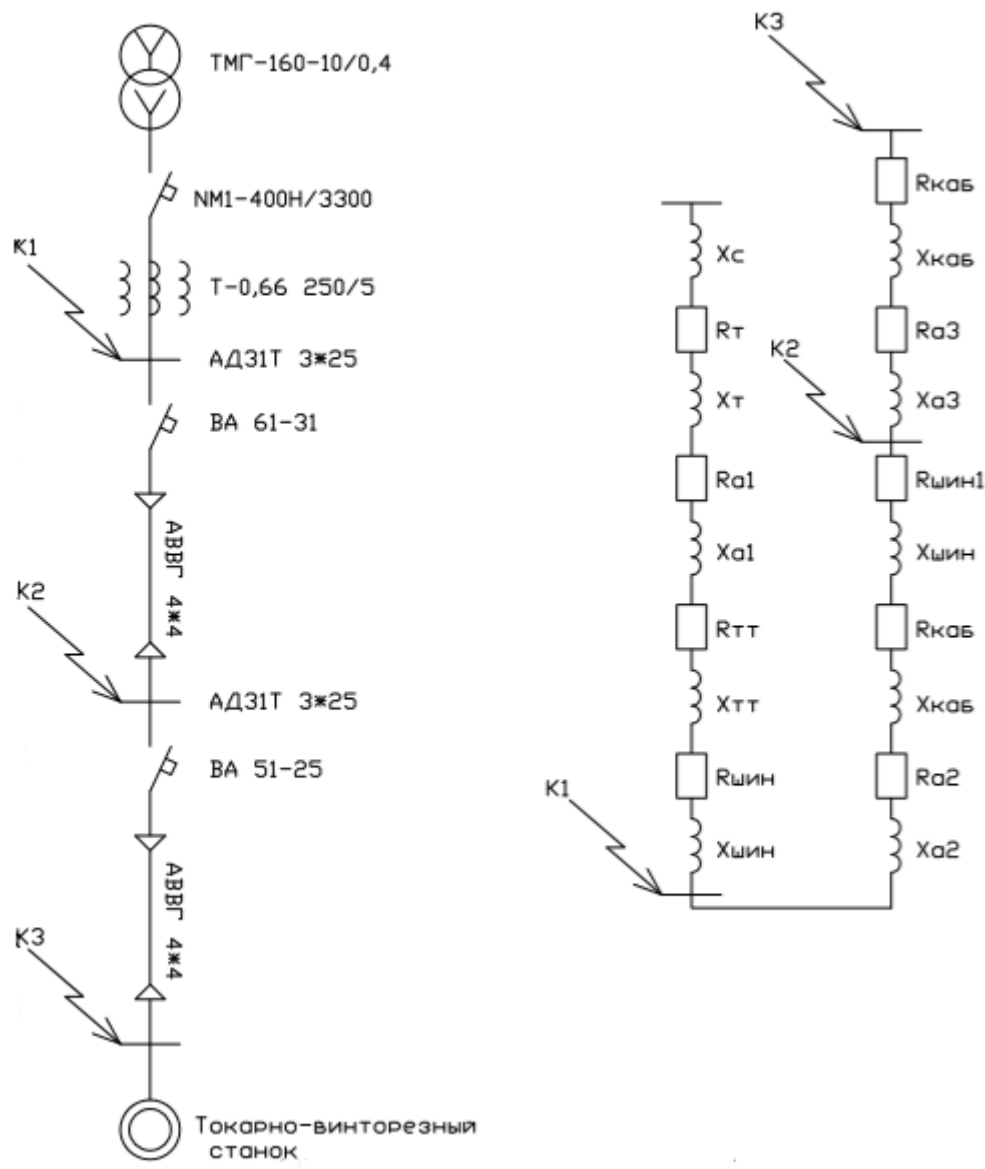 ТМГ-160-10/0,4
NM1-400H/3300
К1
Т-0,66 250/5
АД31Т 3*25
ВА 61-31
АВВГ 4*4
К2
АД31Т 3*25
ВА 51-25
АВВГ 4*4
К3
Токарно-винторезный
станок
Xс
Rт
Xт
Rа1
Xа1
Rтт
Xтт
Rшин
К1
Xшин
К3
Rкаб
Xкаб
Rа3
К2
Xа3
Rшин1
Xшин
Rкаб
Xкаб
Rа2
Xа2